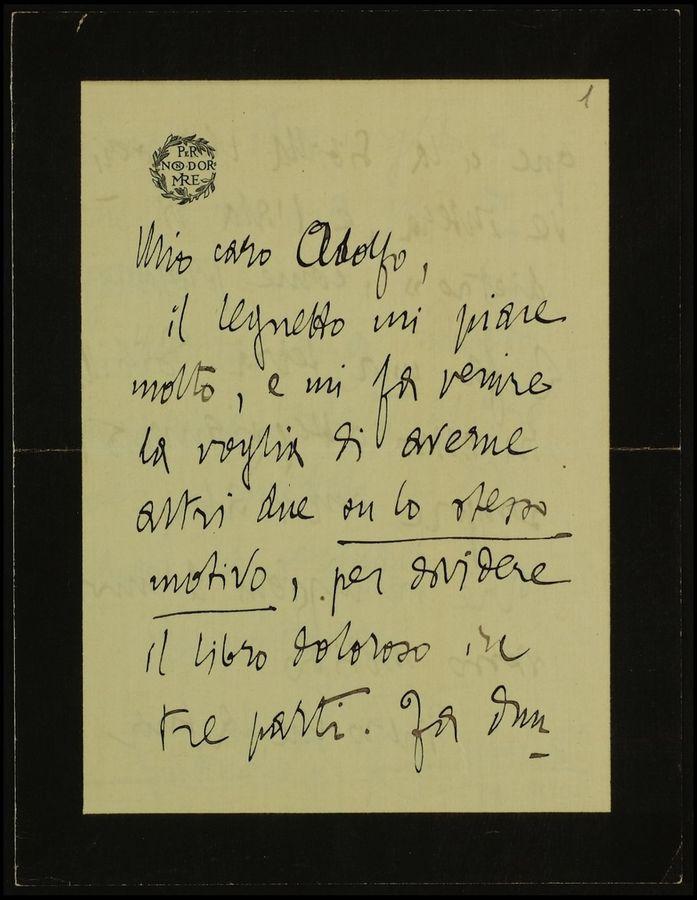 1
PER
NON DOR
MIRE
Mio caro Adolfo,
il legnetto mi piace
molto, e mi fa venire
la voglia di averne
altri due su lo stesso
motivo, per dividere
il libro doloroso in
tre parti. Fa dun